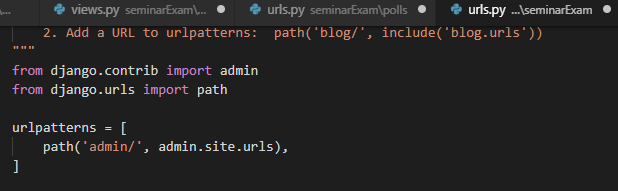 views.py seminarExam\... urls.py seminarExam\polls urls.py ...\seminarExam
2. Add a URL to urlpatterns:  path('blog/', include('blog.urls'))
"""
from django.contrib import admin
from django.urls import path
urlpatterns = [
    path('admin/', admin.site.urls),
]